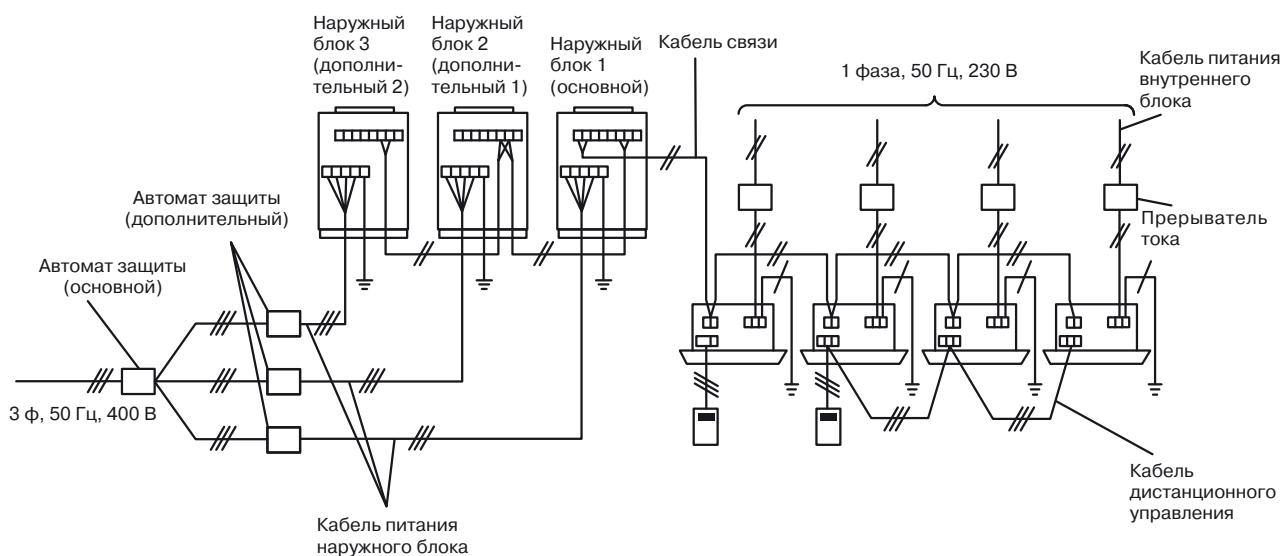 Наружный
блок 3
(дополни-
тельный 2)
Наружный
блок 2
(дополни-
тельный 1)
Наружный
блок 1
(основной)
Кабель связи
1 фаза, 50 Гц, 230 В
Кабель питания
внутреннего
блока
Автомат защиты
(дополнительный)
Прерыватель
тока
Автомат защиты
(основной)
3 ф, 50 Гц, 400 В
Кабель
дистанционного
управления
Кабель питания
наружного блока